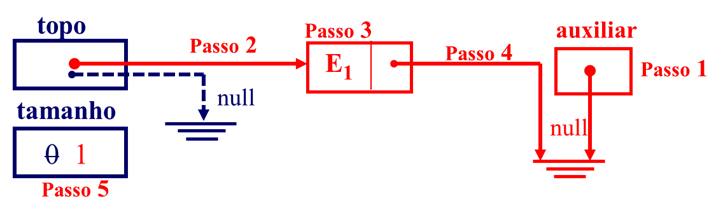 topo
Passo 2
Passo 3
E1
Passo 4
auxiliar
Passo 1
null
null
tamanho
0 1
Passo 5